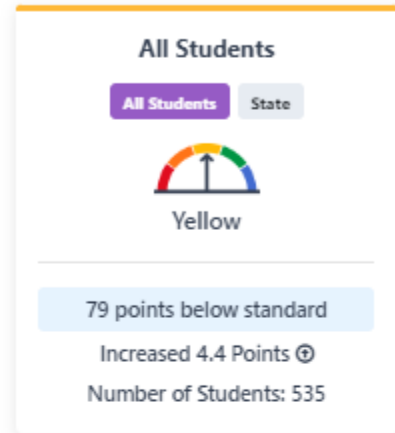 All Students
All Students State
Yellow
79 points below standard
Increased 4.4 Points
Number of Students: 535